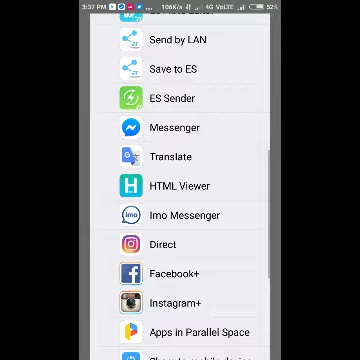 3:37 PM 106K/s 4G VoLTE 52%
Send by LAN
Save to ES
ES Sender
Messenger
Translate
HTML Viewer
imo
Imo Messenger
Direct
Facebook+
Instagram+
Apps in Parallel Space